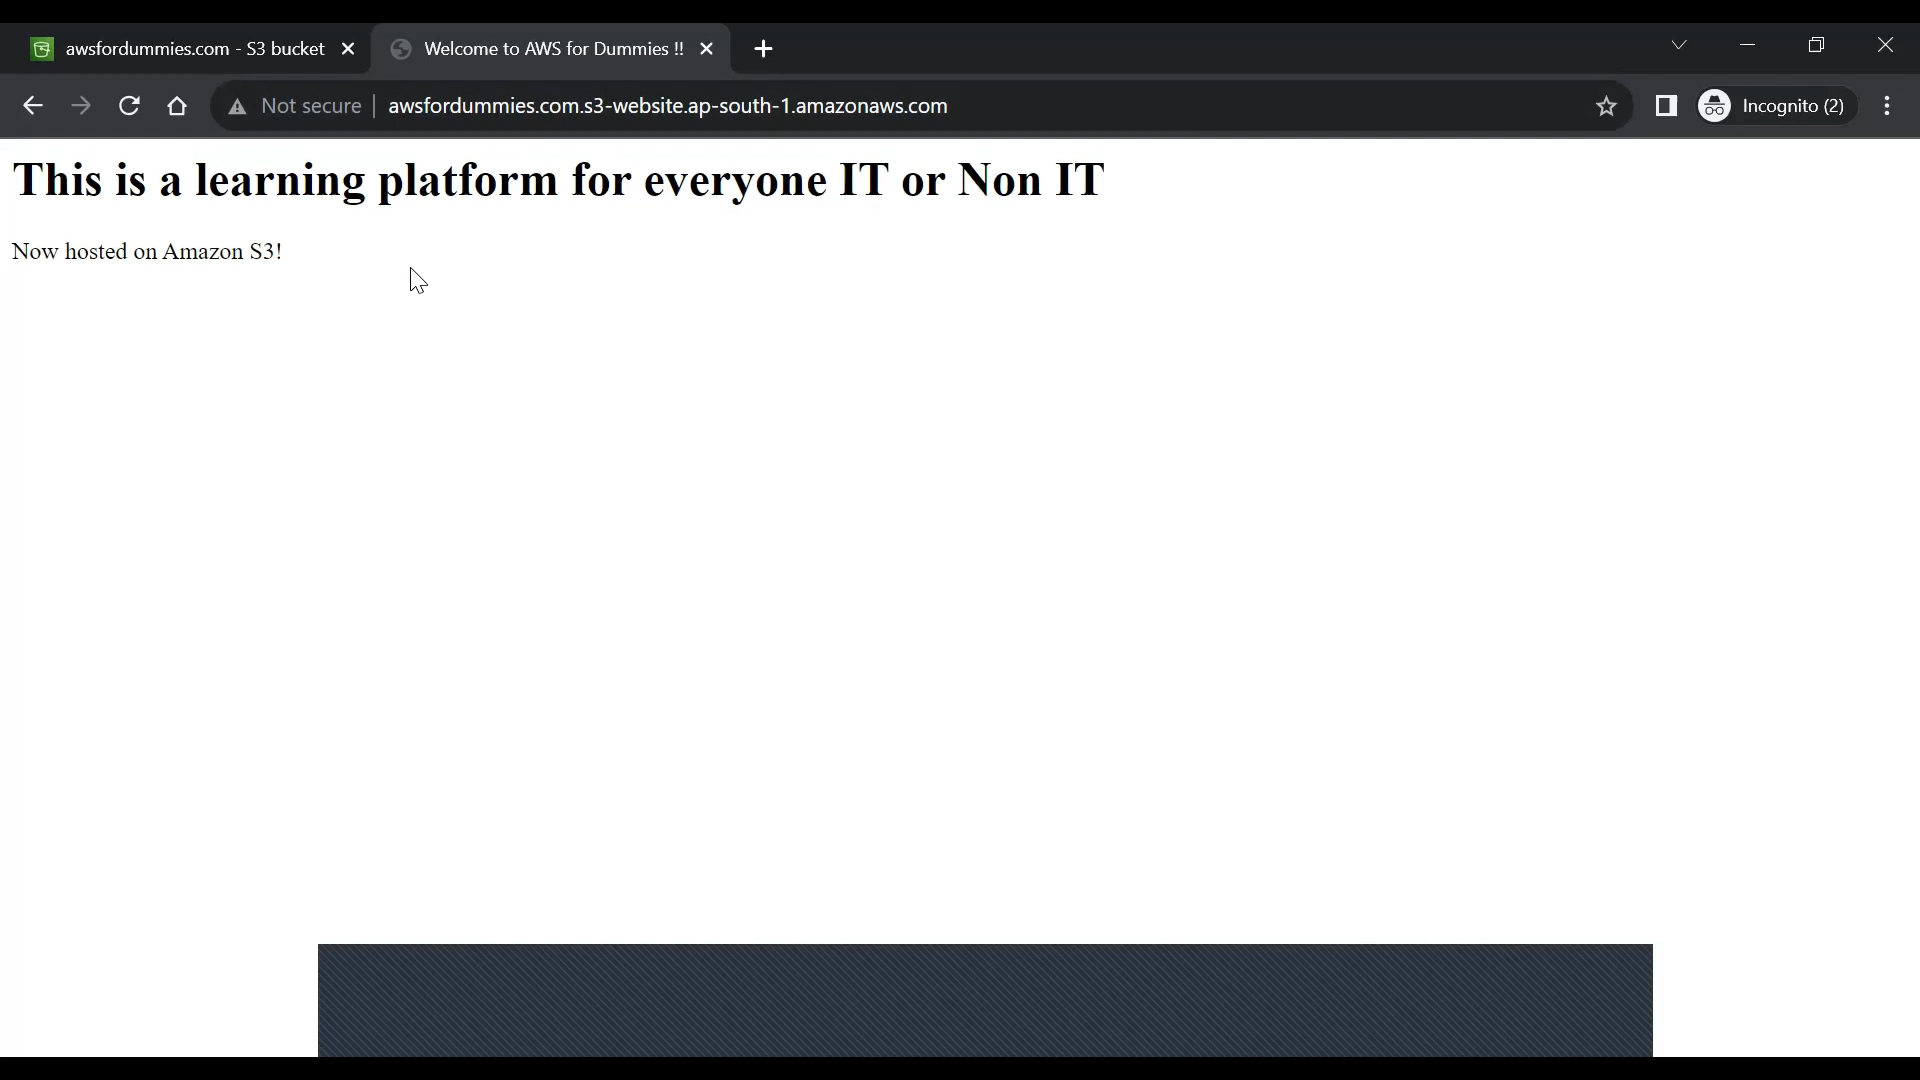 awsfordummies.com - S3 bucket
Welcome to AWS for Dummies !!
Not secure
awsfordummies.com.s3-website.ap-south-1.amazonaws.com
Incognito (2)
This is a learning platform for everyone IT or Non IT
Now hosted on Amazon S3!